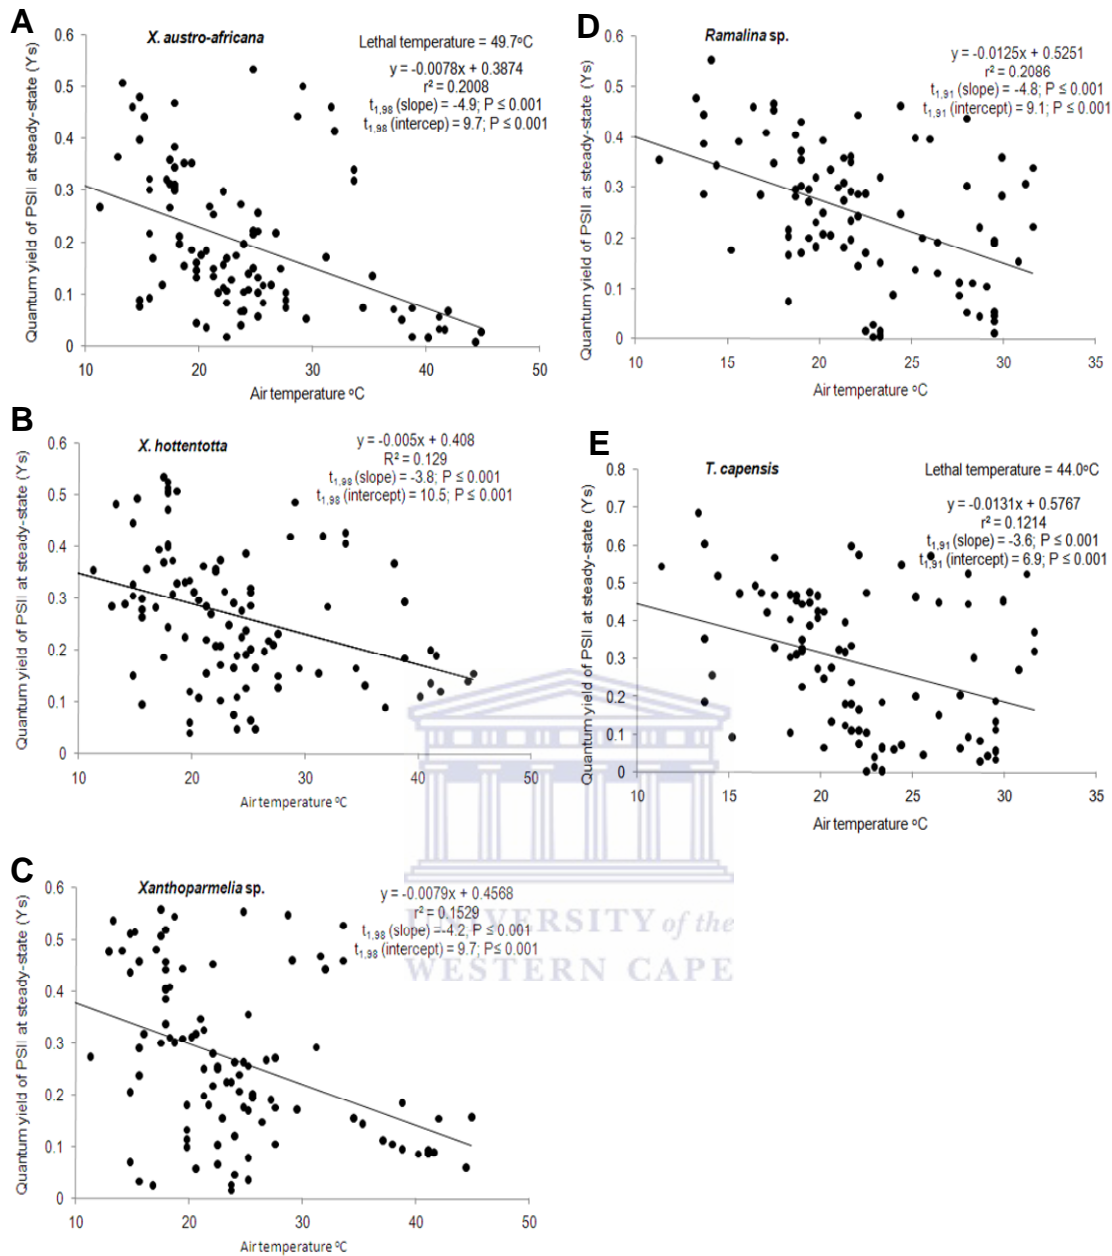 A
X. austro-africana
Lethal temperature = 49.7°C
y = -0.0078x + 0.3874
r² = 0.2008
t1,98 (slope) = -4.9; P ≤ 0.001
t1,98 (intercep) = 9.7; P ≤ 0.001
Quantum yield of PSII at steady-state (Ys)
0.6
0.5
0.4
0.3
0.2
0.1
0
10 20 30 40 50
Air temperature ºC
B
X. hottentotta
y = -0.005x + 0.408
R² = 0.129
t1,98 (slope) = -3.8; P ≤ 0.001
t1,98 (intercept) = 10.5; P ≤ 0.001
Quantum yield of PSII at steady-state (Ys)
0.6
0.5
0.4
0.3
0.2
0.1
0
10 20 30 40 50
Air temperature ºC
C
Xanthoparmelia sp.
y = -0.0079x + 0.4568
r² = 0.1529
t1,98 (slope) = -4.2, P ≤ 0.001
t1,98 (intercept) = 9.7; P≤ 0.001
Quantum yield of PSII at steady-state (Ys)
0.6
0.5
0.4
0.3
0.2
0.1
0
10 20 30 40 50
Air temperature ºC
D
Ramalina sp.
y = -0.0125x + 0.5251
r² = 0.2086
t1,91 (slope) = -4.8; P ≤ 0.001
t1,91 (intercept) = 9.1; P ≤ 0.001
Quantum yield of PSII at steady-state (Ys)
0.6
0.5
0.4
0.3
0.2
0.1
0
10 15 20 25 30 35
Air temperature ºC
E
T. capensis
Lethal temperature = 44.0°C
y = -0.0131x + 0.5767
r² = 0.1214
t1,91 (slope) = -3.6; P ≤ 0.001
t1,91 (intercept) = 6.9; P ≤ 0.001
Quantum yield of PSII at steady-state (Ys)
0.8
0.7
0.6
0.5
0.4
0.3
0.2
0.1
0
10 15 20 25 30 35
Air temperature ºC
UNIVERSITY of the
WESTERN CAPE